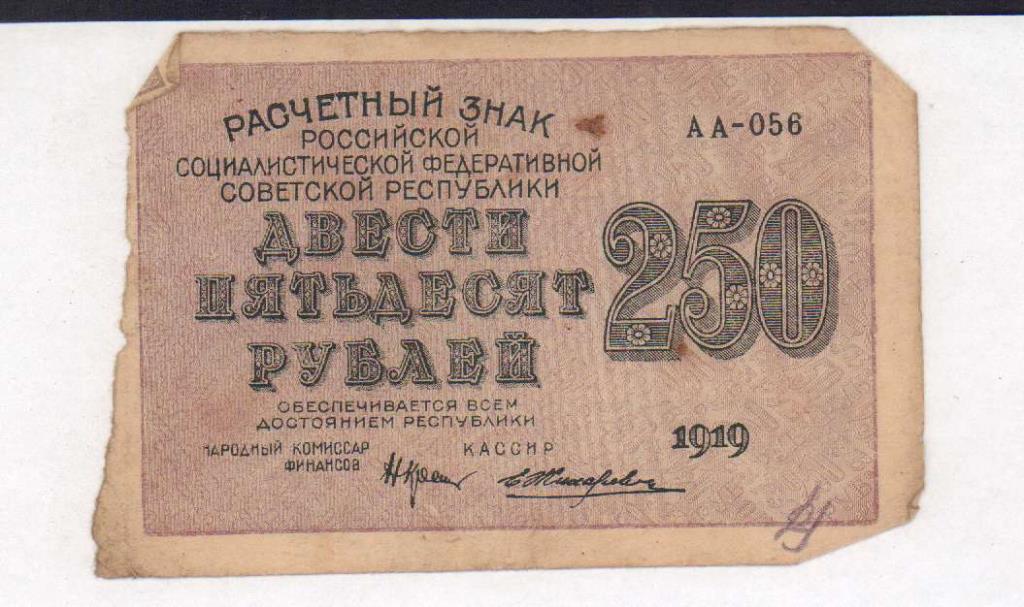 РАСЧЕТНЫЙ ЗНАК
РОССИЙСКОЙ
СОЦИАЛИСТИЧЕСКОЙ ФЕДЕРАТИВНОЙ
СОВЕТСКОЙ РЕСПУБЛИКИ
АА-056
ДВЕСТИ
ПЯТЬДЕСЯТ
РУБЛЕЙ
250
ОБЕСПЕЧИВАЕТСЯ ВСЕМ
ДОСТОЯНИЕМ РЕСПУБЛИКИ
НАРОДНЫЙ КОМИССАР
ФИНАНСОВ
КАССИР
1919